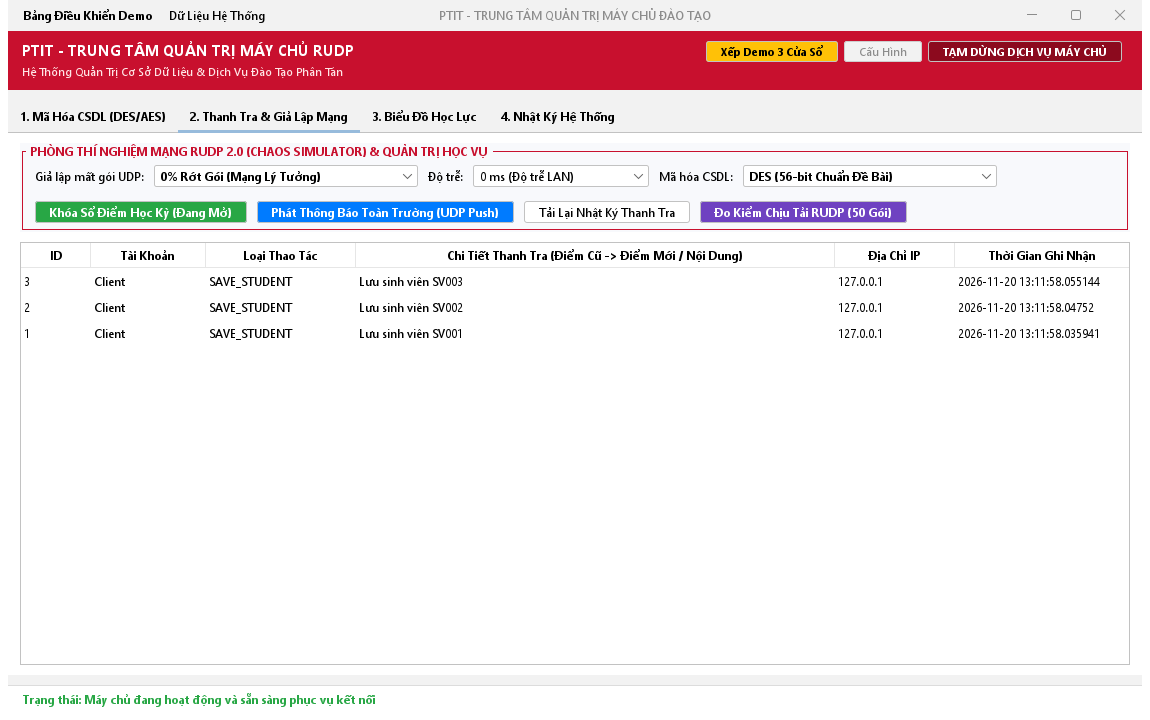 Bảng Điều Khiển Demo Dữ Liệu Hệ Thống PTIT - TRUNG TÂM QUẢN TRỊ MÁY CHỦ ĐÀO TẠO
PTIT - TRUNG TÂM QUẢN TRỊ MÁY CHỦ RUDP
Hệ Thống Quản Trị Cơ Sở Dữ Liệu & Dịch Vụ Đào Tạo Phân Tán
Xếp Demo 3 Cửa Sổ Cấu Hình TẠM DỪNG DỊCH VỤ MÁY CHỦ
1. Mã Hóa CSDL (DES/AES) 2. Thanh Tra & Giả Lập Mạng 3. Biểu Đồ Học Lực 4. Nhật Ký Hệ Thống
PHÒNG THÍ NGHIỆM MẠNG RUDP 2.0 (CHAOS SIMULATOR) & QUẢN TRỊ HỌC VỤ
Giả lập mất gói UDP: 0% Rớt Gói (Mạng Lý Tưởng) Độ trễ: 0 ms (Độ trễ LAN) Mã hóa CSDL: DES (56-bit Chuẩn Đề Bài)
Khóa Sổ Điểm Học Kỳ (Đang Mở) Phát Thông Báo Toàn Trường (UDP Push) Tải Lại Nhật Ký Thanh Tra Đo Kiểm Chịu Tải RUDP (50 Gói)
ID Tài Khoản Loại Thao Tác Chi Tiết Thanh Tra (Điểm Cũ -> Điểm Mới / Nội Dung) Địa Chỉ IP Thời Gian Ghi Nhận
3 Client SAVE_STUDENT Lưu sinh viên SV003 127.0.0.1 2026-11-20 13:11:58.055144
2 Client SAVE_STUDENT Lưu sinh viên SV002 127.0.0.1 2026-11-20 13:11:58.04752
1 Client SAVE_STUDENT Lưu sinh viên SV001 127.0.0.1 2026-11-20 13:11:58.035941
Trạng thái: Máy chủ đang hoạt động và sẵn sàng phục vụ kết nối